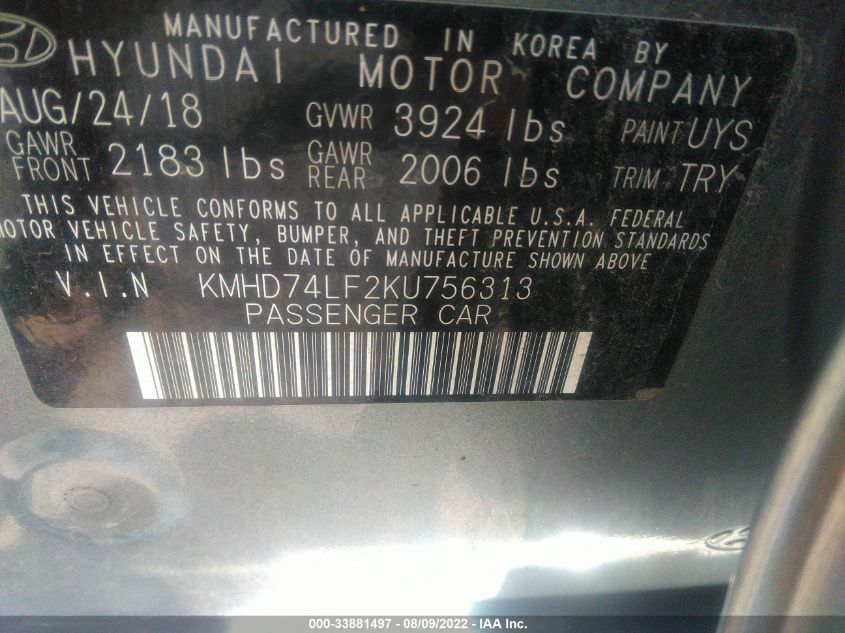 MANUFACTURED IN KOREA BY
HYUNDAI MOTOR COMPANY
AUG/24/18 GVWR 3924 lbs PAINT UYS
GAWR FRONT 2183 lbs GAWR REAR 2006 lbs TRIM TRY
THIS VEHICLE CONFORMS TO ALL APPLICABLE U.S.A. FEDERAL
MOTOR VEHICLE SAFETY, BUMPER, AND THEFT PREVENTION STANDARDS
IN EFFECT ON THE DATE OF MANUFACTURE SHOWN ABOVE
V.I.N KMHD74LF2KU756313
PASSENGER CAR
000-33881497 - 08/09/2022 - IAA Inc.